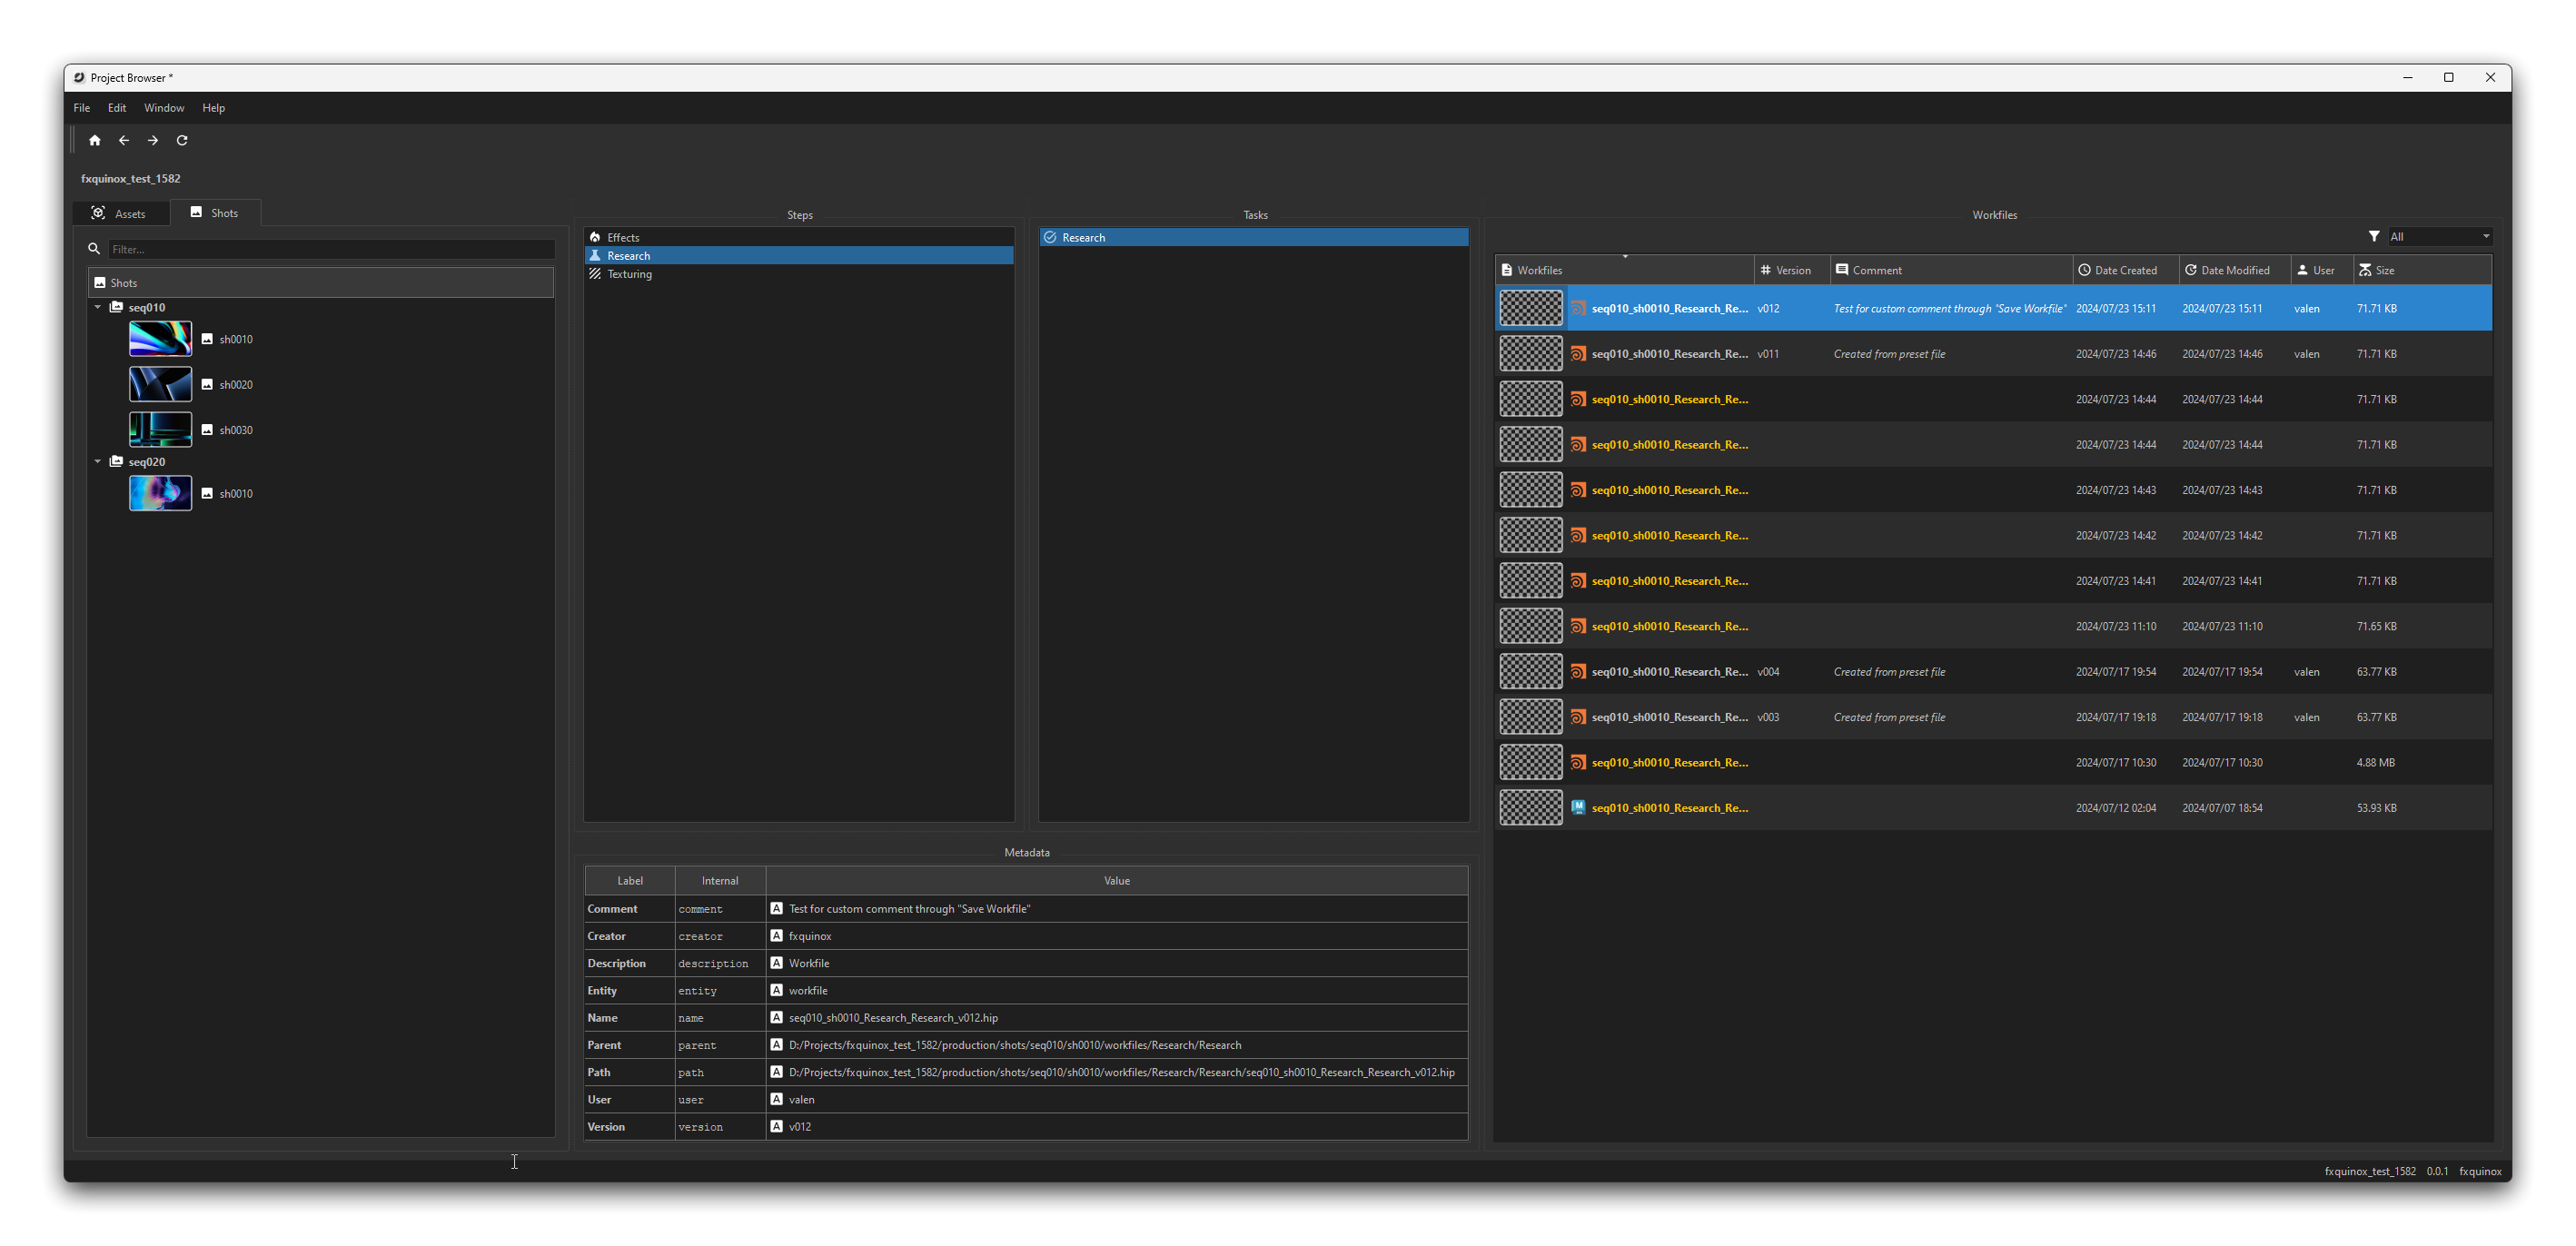 Project Browser *
File Edit Window Help
fxquinox_test_1582
Assets Shots
Filter...
Shots
seq010
sh0010
sh0020
sh0030
seq020
sh0010
Steps
Effects
Research
Texturing
Tasks
Research
Metadata
Label Internal Value
Comment comment A Test for custom comment through "Save Workfile"
Creator creator A fxquinox
Description description A Workfile
Entity entity A workfile
Name name A seq010_sh0010_Research_Research_v012.hip
Parent parent A D:/Projects/fxquinox_test_1582/production/shots/seq010/sh0010/workfiles/Research/Research
Path path A D:/Projects/fxquinox_test_1582/production/shots/seq010/sh0010/workfiles/Research/Research/seq010_sh0010_Research_Research_v012.hip
User user A valen
Version version A v012
Workfiles
All
Workfiles # Version Comment Date Created Date Modified User Size
seq010_sh0010_Research_Re... v012 Test for custom comment through "Save Workfile" 2024/07/23 15:11 2024/07/23 15:11 valen 71.71 KB
seq010_sh0010_Research_Re... v011 Created from preset file 2024/07/23 14:46 2024/07/23 14:46 valen 71.71 KB
seq010_sh0010_Research_Re... 2024/07/23 14:44 2024/07/23 14:44 71.71 KB
seq010_sh0010_Research_Re... 2024/07/23 14:44 2024/07/23 14:44 71.71 KB
seq010_sh0010_Research_Re... 2024/07/23 14:43 2024/07/23 14:43 71.71 KB
seq010_sh0010_Research_Re... 2024/07/23 14:42 2024/07/23 14:42 71.71 KB
seq010_sh0010_Research_Re... 2024/07/23 14:41 2024/07/23 14:41 71.71 KB
seq010_sh0010_Research_Re... 2024/07/23 11:10 2024/07/23 11:10 71.65 KB
seq010_sh0010_Research_Re... v004 Created from preset file 2024/07/17 19:54 2024/07/17 19:54 valen 63.77 KB
seq010_sh0010_Research_Re... v003 Created from preset file 2024/07/17 19:18 2024/07/17 19:18 valen 63.77 KB
seq010_sh0010_Research_Re... 2024/07/17 10:30 2024/07/17 10:30 4.88 MB
M seq010_sh0010_Research_Re... 2024/07/12 02:04 2024/07/07 18:54 53.93 KB
fxquinox_test_1582 0.0.1 fxquinox